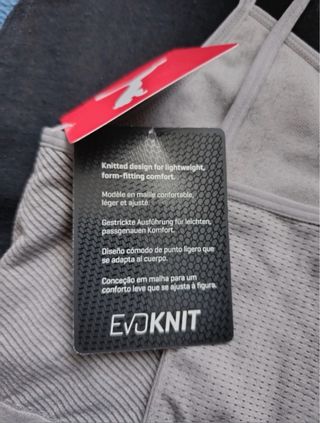 Knitted design for lightweight,
form-fitting comfort.
Modèle en maille confortable,
léger et ajusté.
Gestrickte Ausführung für leichten,
passgenauen Komfort.
Diseño cómodo de punto ligero que
se adapta al cuerpo.
Conceção em malha para um
conforto leve que se ajusta à figura.
EVOKNIT